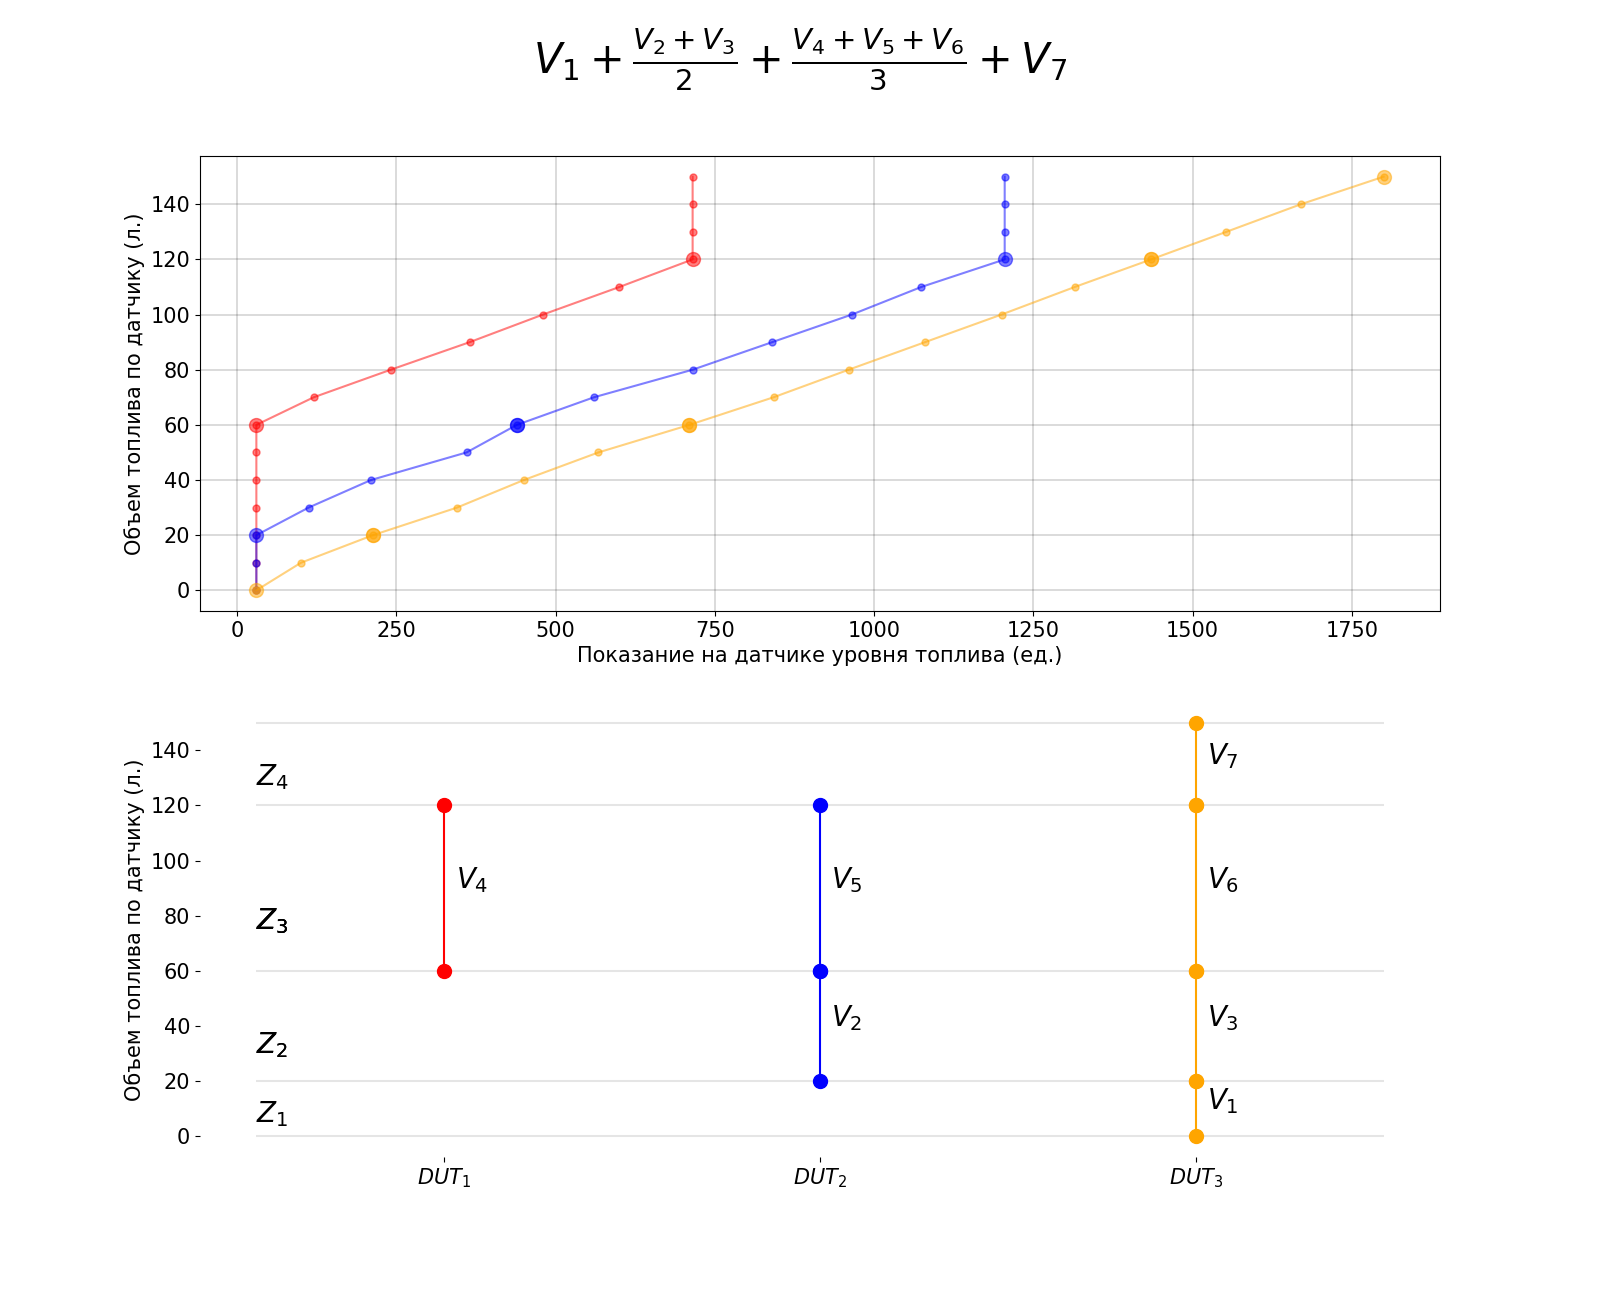 V₁ + (V₂ + V₃)/2 + (V₄ + V₅ + V₆)/3 + V₇
Объем топлива по датчику (л.)
140
120
100
80
60
40
20
0
0 250 500 750 1000 1250 1500 1750
Показание на датчике уровня топлива (ед.)
Объем топлива по датчику (л.)
140
120
100
80
60
40
20
0
Z₄
Z₃
Z₂
Z₁
V₄
V₅
V₂
V₇
V₆
V₃
V₁
DUT₁ DUT₂ DUT₃